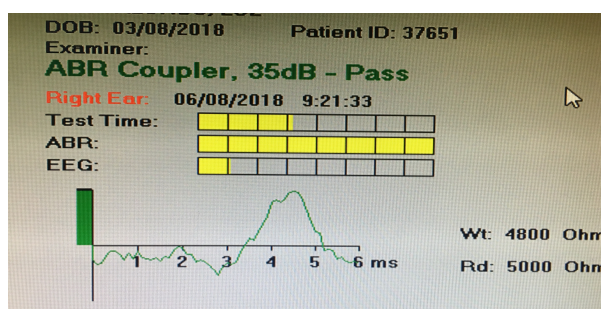 DOB: 03/08/2018 Patient ID: 37651
Examiner:
ABR Coupler, 35dB - Pass
Right Ear: 06/08/2018 9:21:33
Test Time:
ABR:
EEG:
Wt: 4800 Ohm
1 2 3 4 5 6 ms
Rd: 5000 Ohm